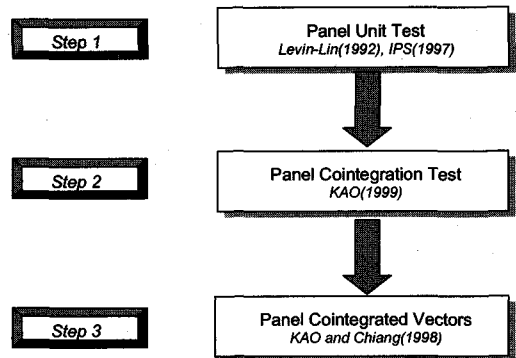 Step 1
Panel Unit Test
Levin-Lin(1992), IPS(1997)
Step 2
Panel Cointegration Test
KAO(1999)
Step 3
Panel Cointegrated Vectors
KAO and Chiang(1998)